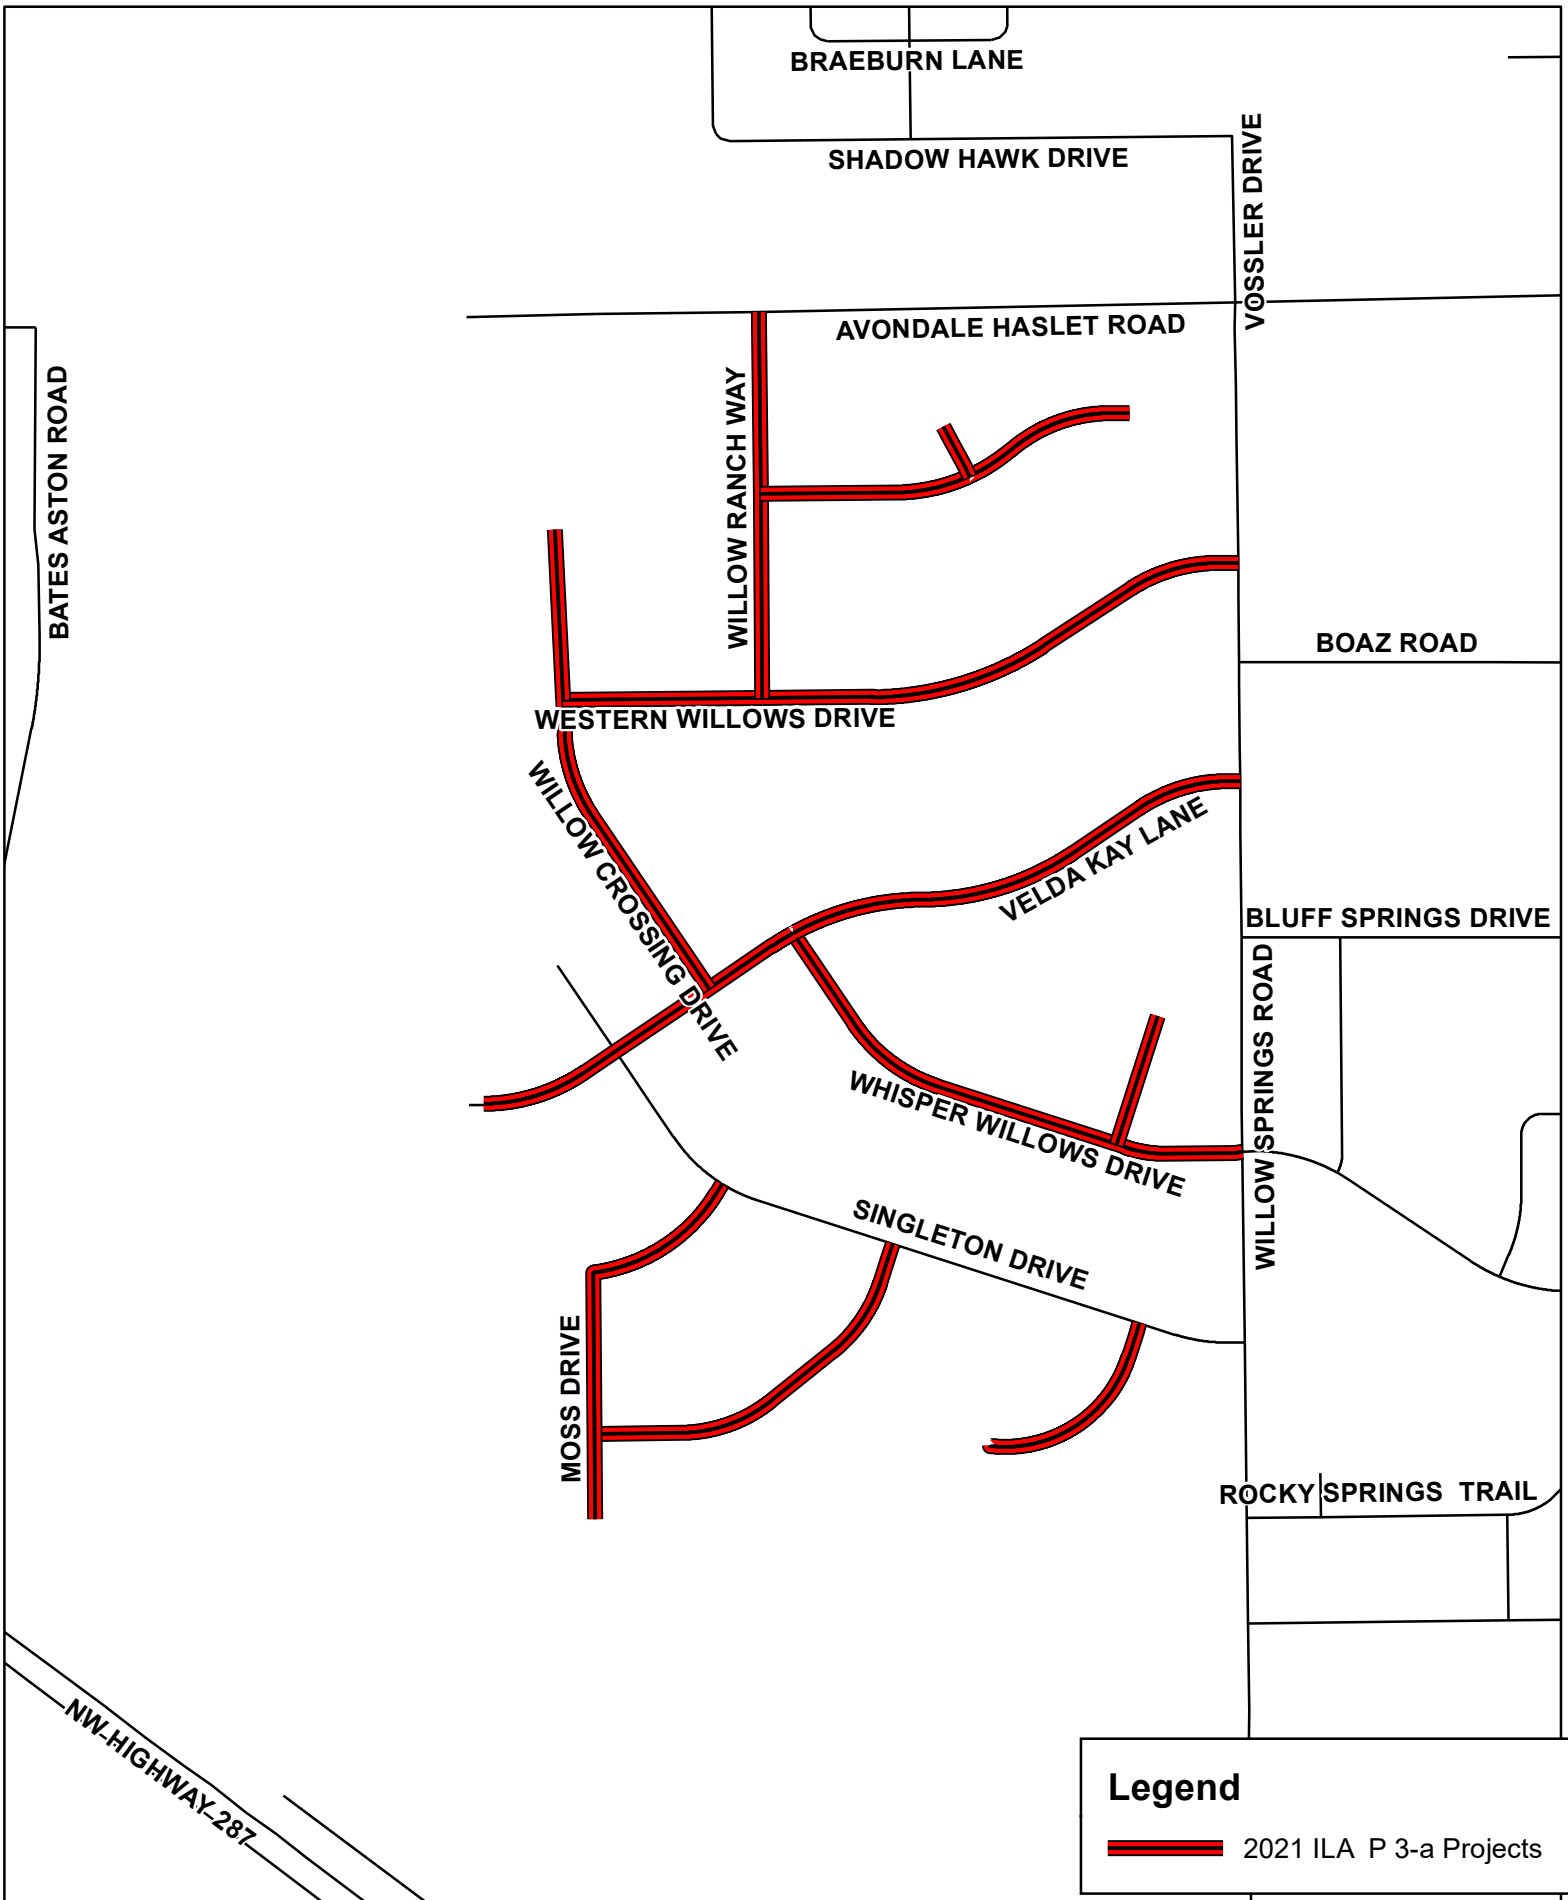 BRAEBURN LANE
SHADOW HAWK DRIVE
VOSSLER DRIVE
AVONDALE HASLET ROAD
BATES ASTON ROAD
WILLOW RANCH WAY
BOAZ ROAD
WESTERN WILLOWS DRIVE
WILLOW CROSSING DRIVE
VELDA KAY LANE
BLUFF SPRINGS DRIVE
WILLOW SPRINGS ROAD
WHISPER WILLOWS DRIVE
SINGLETON DRIVE
MOSS DRIVE
ROCKY SPRINGS TRAIL
NW HIGHWAY 287
Legend
2021 ILA P 3-a Projects